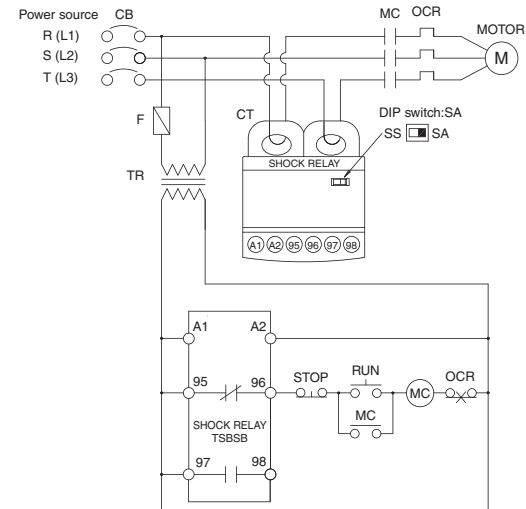 Power source CB
MC OCR
R (L1)
MOTOR
S (L2)
M
T (L3)
F
CT
DIP switch:SA
SS SA
SHOCK RELAY
TR
A1 A2 95 96 97 98
A1 A2
95 96 STOP RUN MC OCR
MC
SHOCK RELAY
TSBSB
97 98